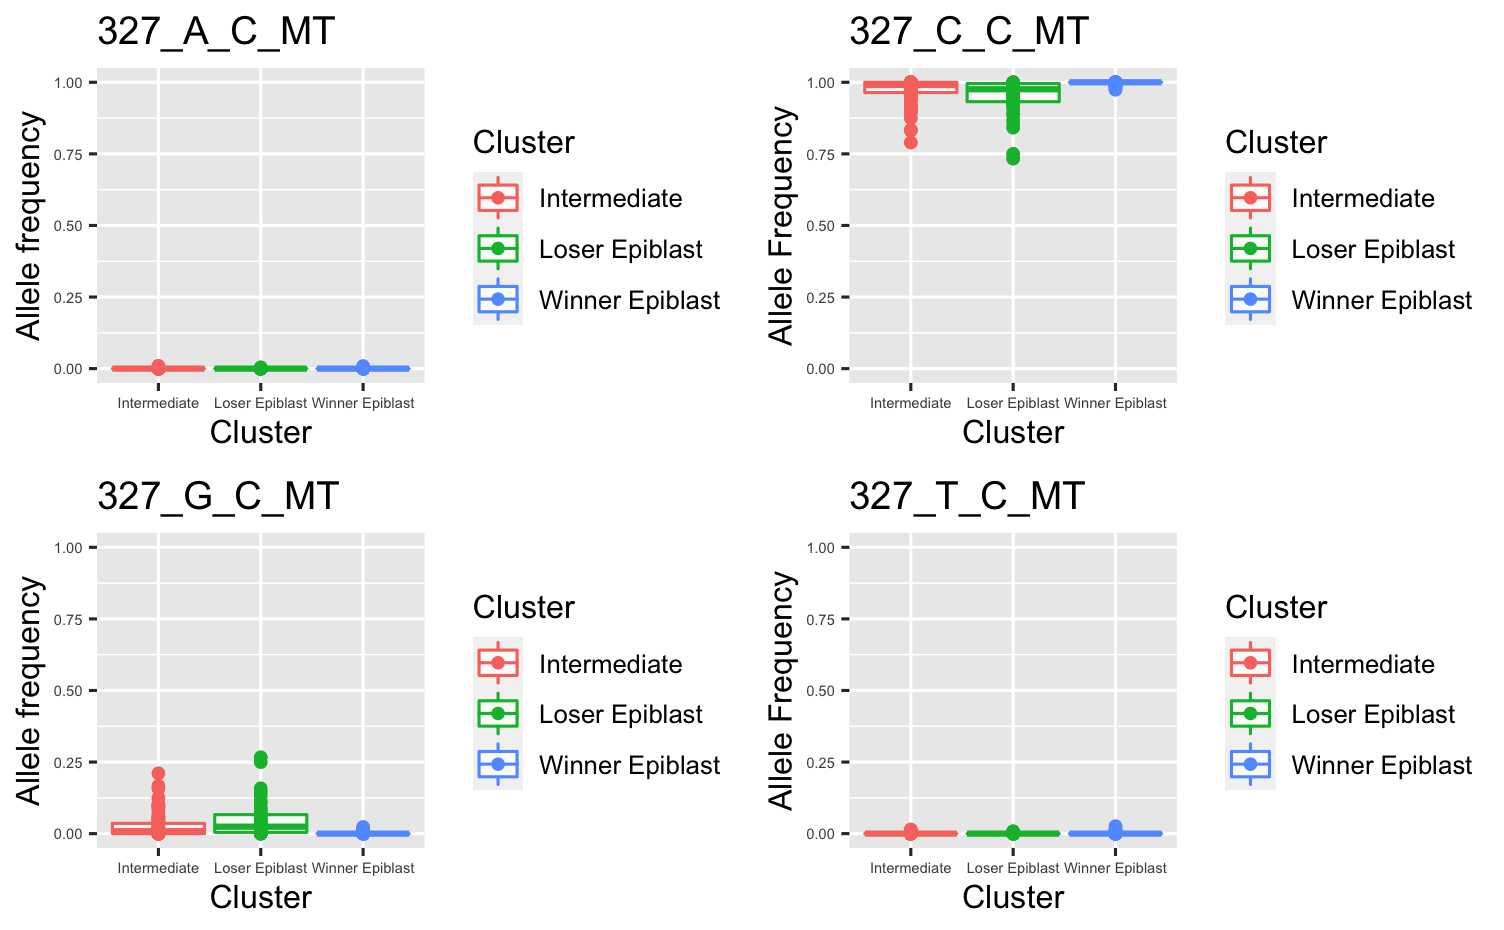 327_A_C_MT
Allele frequency
1.00
0.75
0.50
0.25
0.00
Intermediate
Loser Epiblast
Winner Epiblast
Cluster
Cluster
Intermediate
Loser Epiblast
Winner Epiblast
327_C_C_MT
Allele Frequency
1.00
0.75
0.50
0.25
0.00
Intermediate
Loser Epiblast
Winner Epiblast
Cluster
Cluster
Intermediate
Loser Epiblast
Winner Epiblast
327_G_C_MT
Allele frequency
1.00
0.75
0.50
0.25
0.00
Intermediate
Loser Epiblast
Winner Epiblast
Cluster
Cluster
Intermediate
Loser Epiblast
Winner Epiblast
327_T_C_MT
Allele Frequency
1.00
0.75
0.50
0.25
0.00
Intermediate
Loser Epiblast
Winner Epiblast
Cluster
Cluster
Intermediate
Loser Epiblast
Winner Epiblast